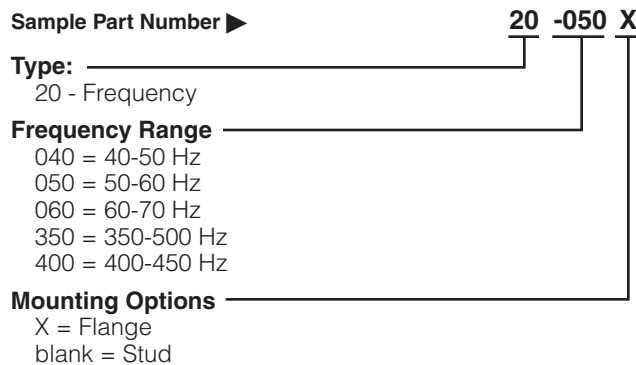 Sample Part Number ▶ 20 -050 X
Type:
20 - Frequency
Frequency Range
040 = 40-50 Hz
050 = 50-60 Hz
060 = 60-70 Hz
350 = 350-500 Hz
400 = 400-450 Hz
Mounting Options
X = Flange
blank = Stud